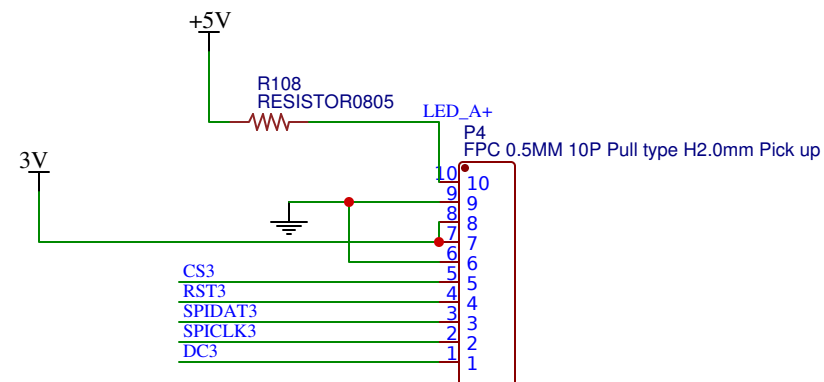 +5V
R108
RESISTOR0805
LED_A+
P4
FPC 0.5MM 10P Pull type H2.0mm Pick up
3V
10 10
9 9
8 8
7 7
6 6
CS3 5 5
RST3 4 4
SPIDAT3 3 3
SPICLK3 2 2
DC3 1 1